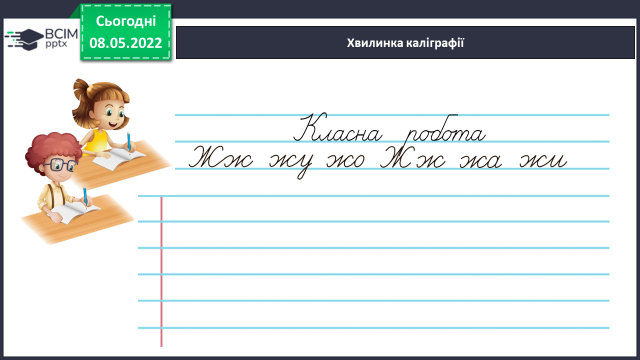 Сьогодні
08.05.2022
ВСІМ
pptx
Хвилинка каліграфії
Класна робота
Жж жу жо Жж жа жи